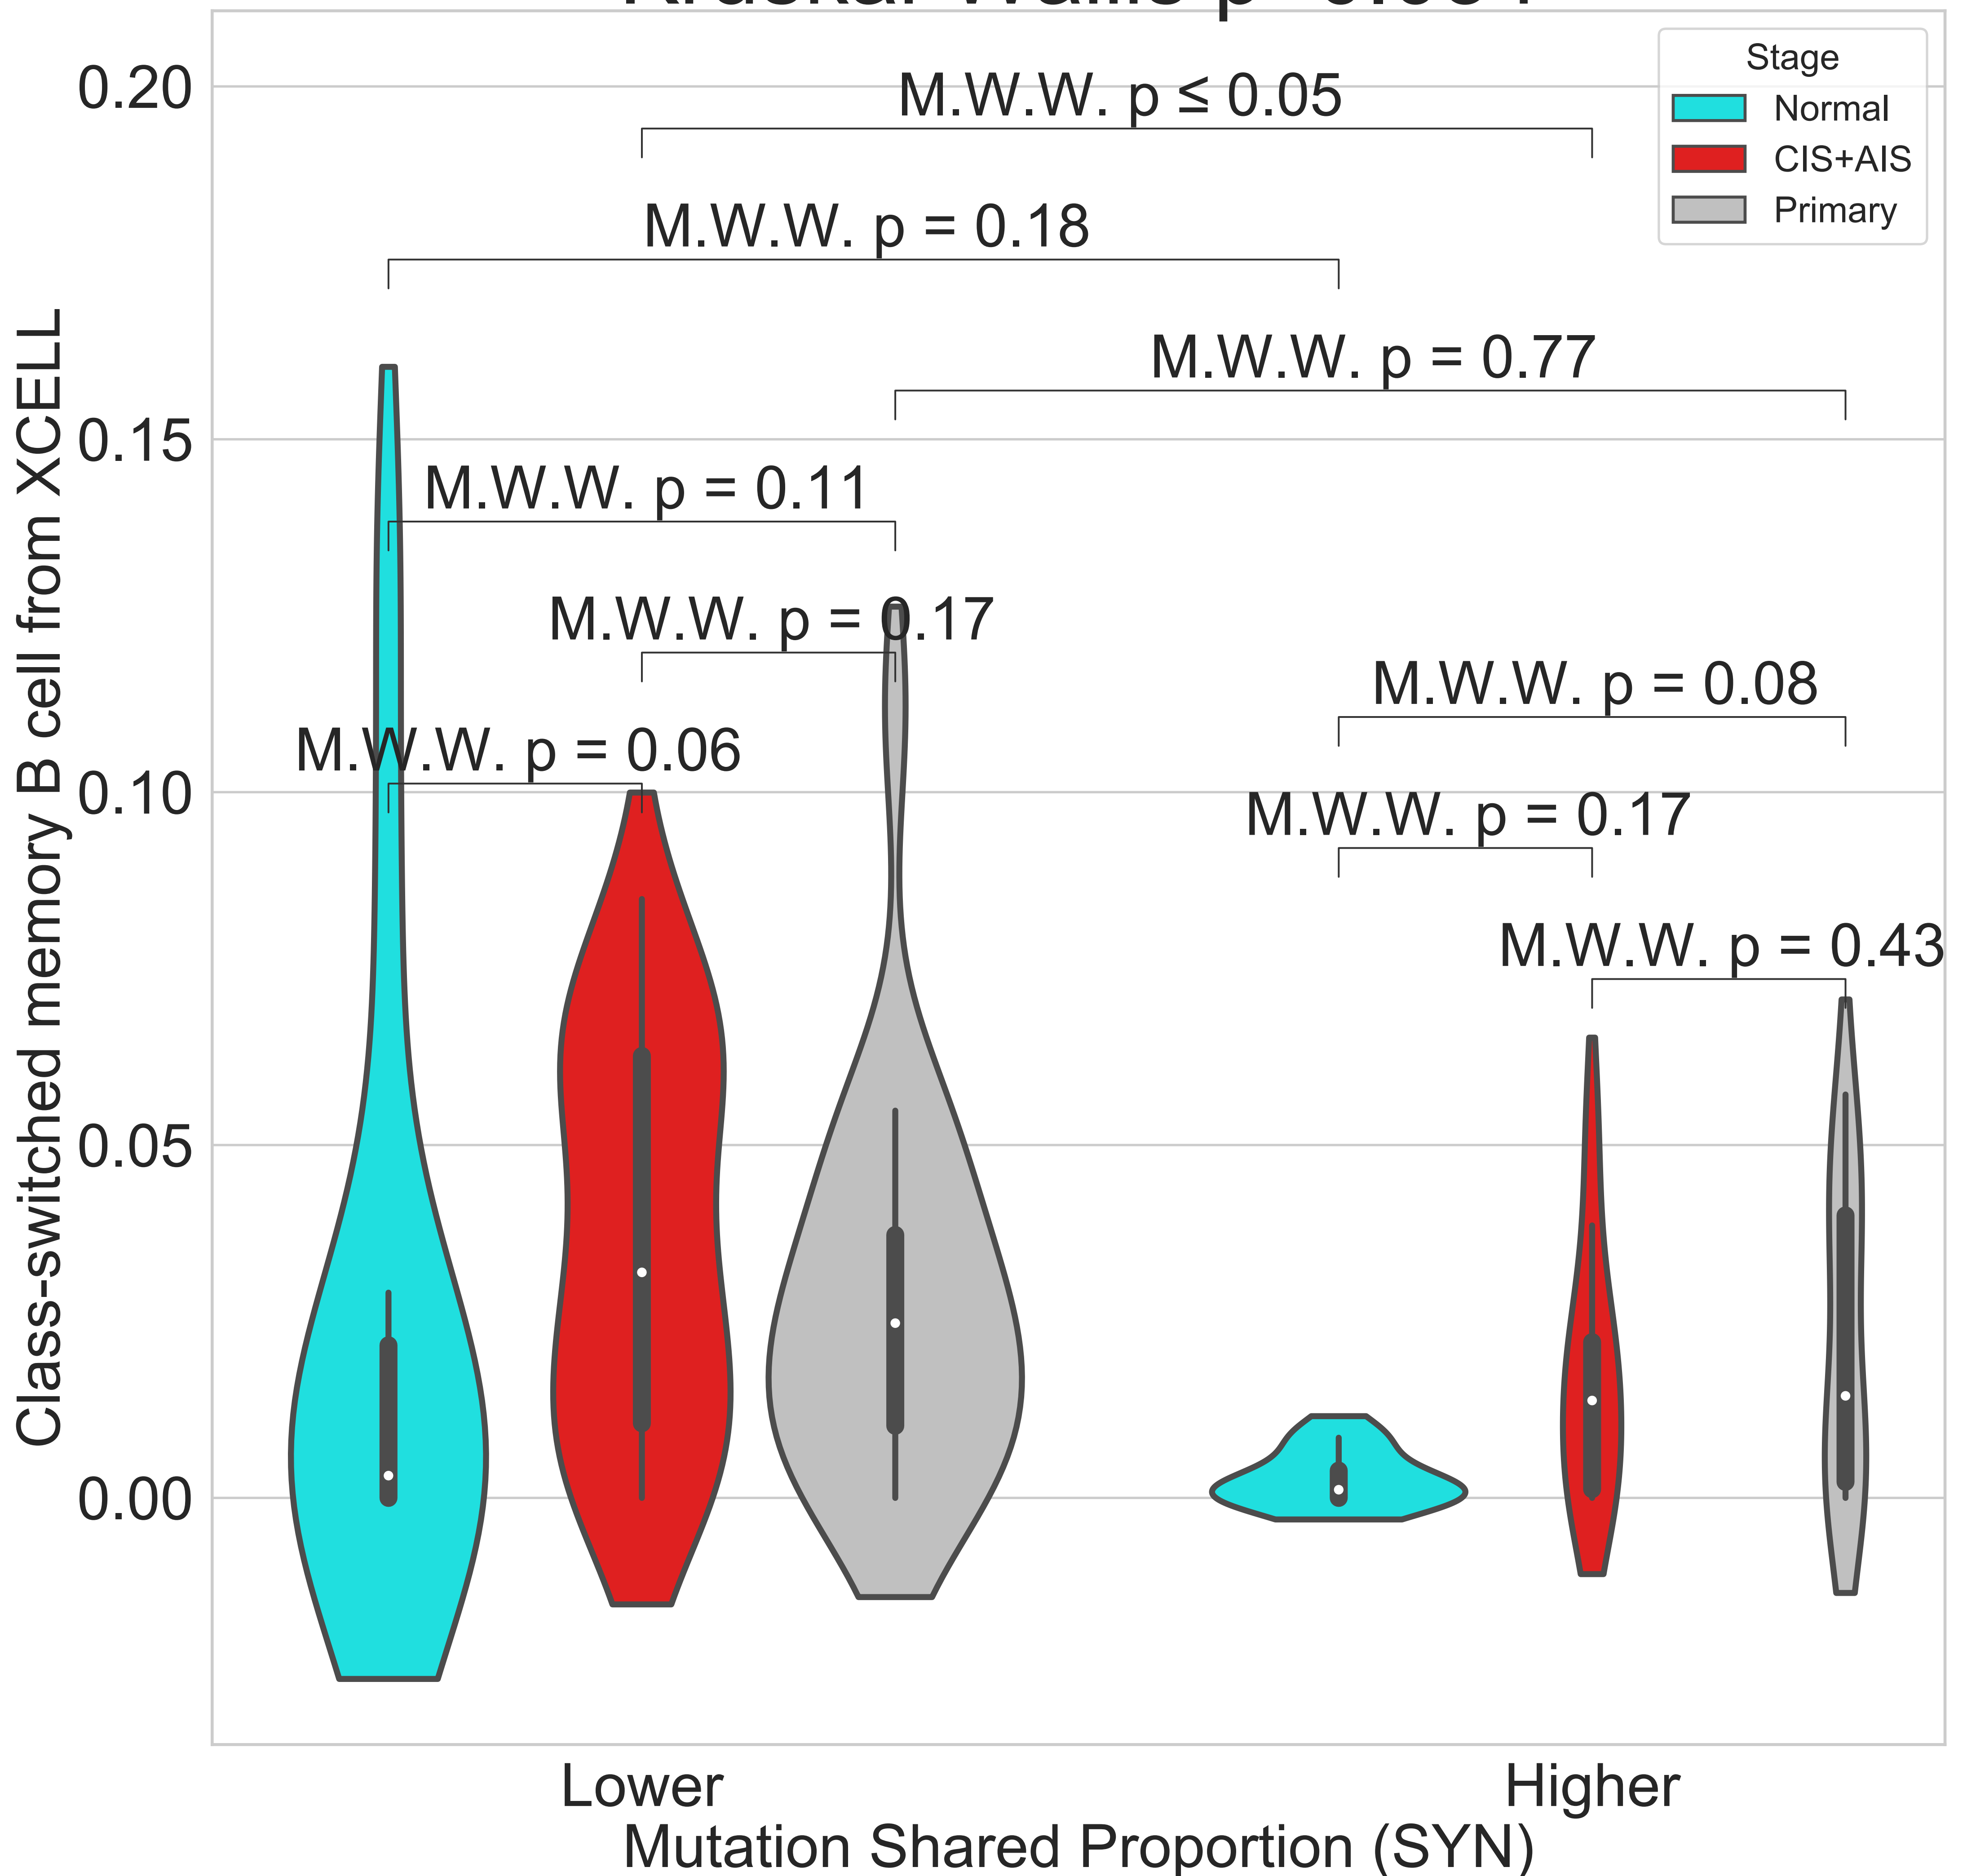 0.20
0.15
0.10
0.05
0.00
Class-switched memory B cell from XCELL
Stage
Normal
CIS+AIS
Primary
M.W.W. p ≤ 0.05
M.W.W. p = 0.18
M.W.W. p = 0.77
M.W.W. p = 0.11
M.W.W. p = 0.17
M.W.W. p = 0.06
M.W.W. p = 0.08
M.W.W. p = 0.17
M.W.W. p = 0.43
Lower
Higher
Mutation Shared Proportion (SYN)